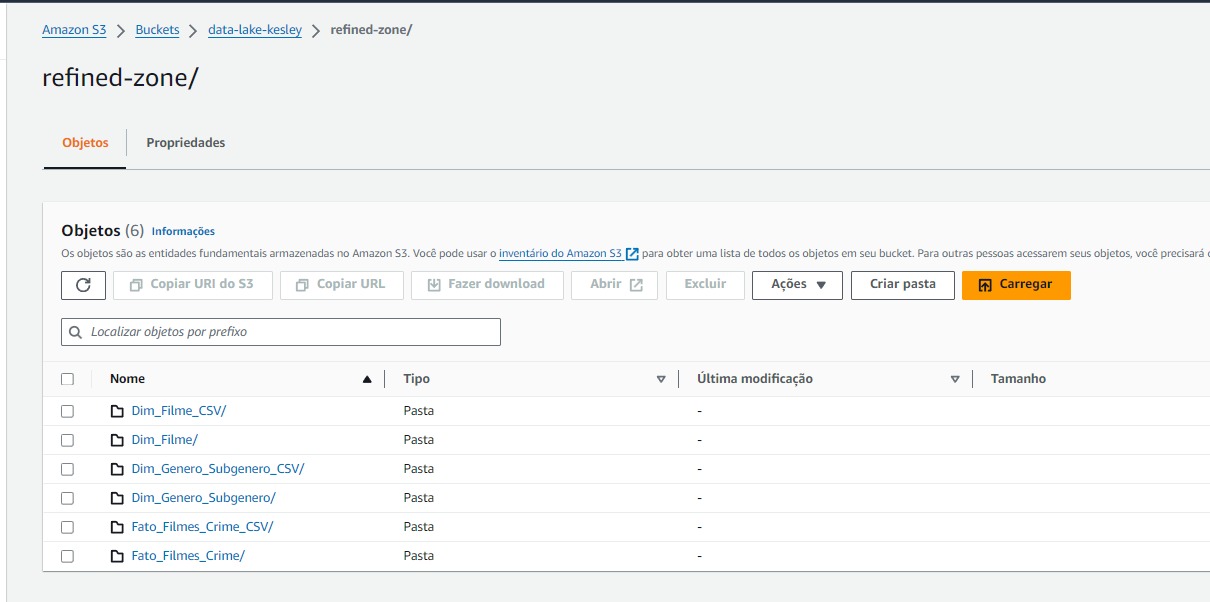 Amazon S3 > Buckets > data-lake-kesley > refined-zone/
refined-zone/
Objetos Propriedades
Objetos (6) Informações
Os objetos são as entidades fundamentais armazenadas no Amazon S3. Você pode usar o inventário do Amazon S3 para obter uma lista de todos os objetos em seu bucket. Para outras pessoas acessarem seus objetos, você precisará
Copiar URI do S3 Copiar URL Fazer download Abrir Excluir Ações Criar pasta Carregar
Localizar objetos por prefixo
Nome Tipo Última modificação Tamanho
Dim_Filme_CSV/ Pasta -
Dim_Filme/ Pasta -
Dim_Genero_Subgenero_CSV/ Pasta -
Dim_Genero_Subgenero/ Pasta -
Fato_Filmes_Crime_CSV/ Pasta -
Fato_Filmes_Crime/ Pasta -